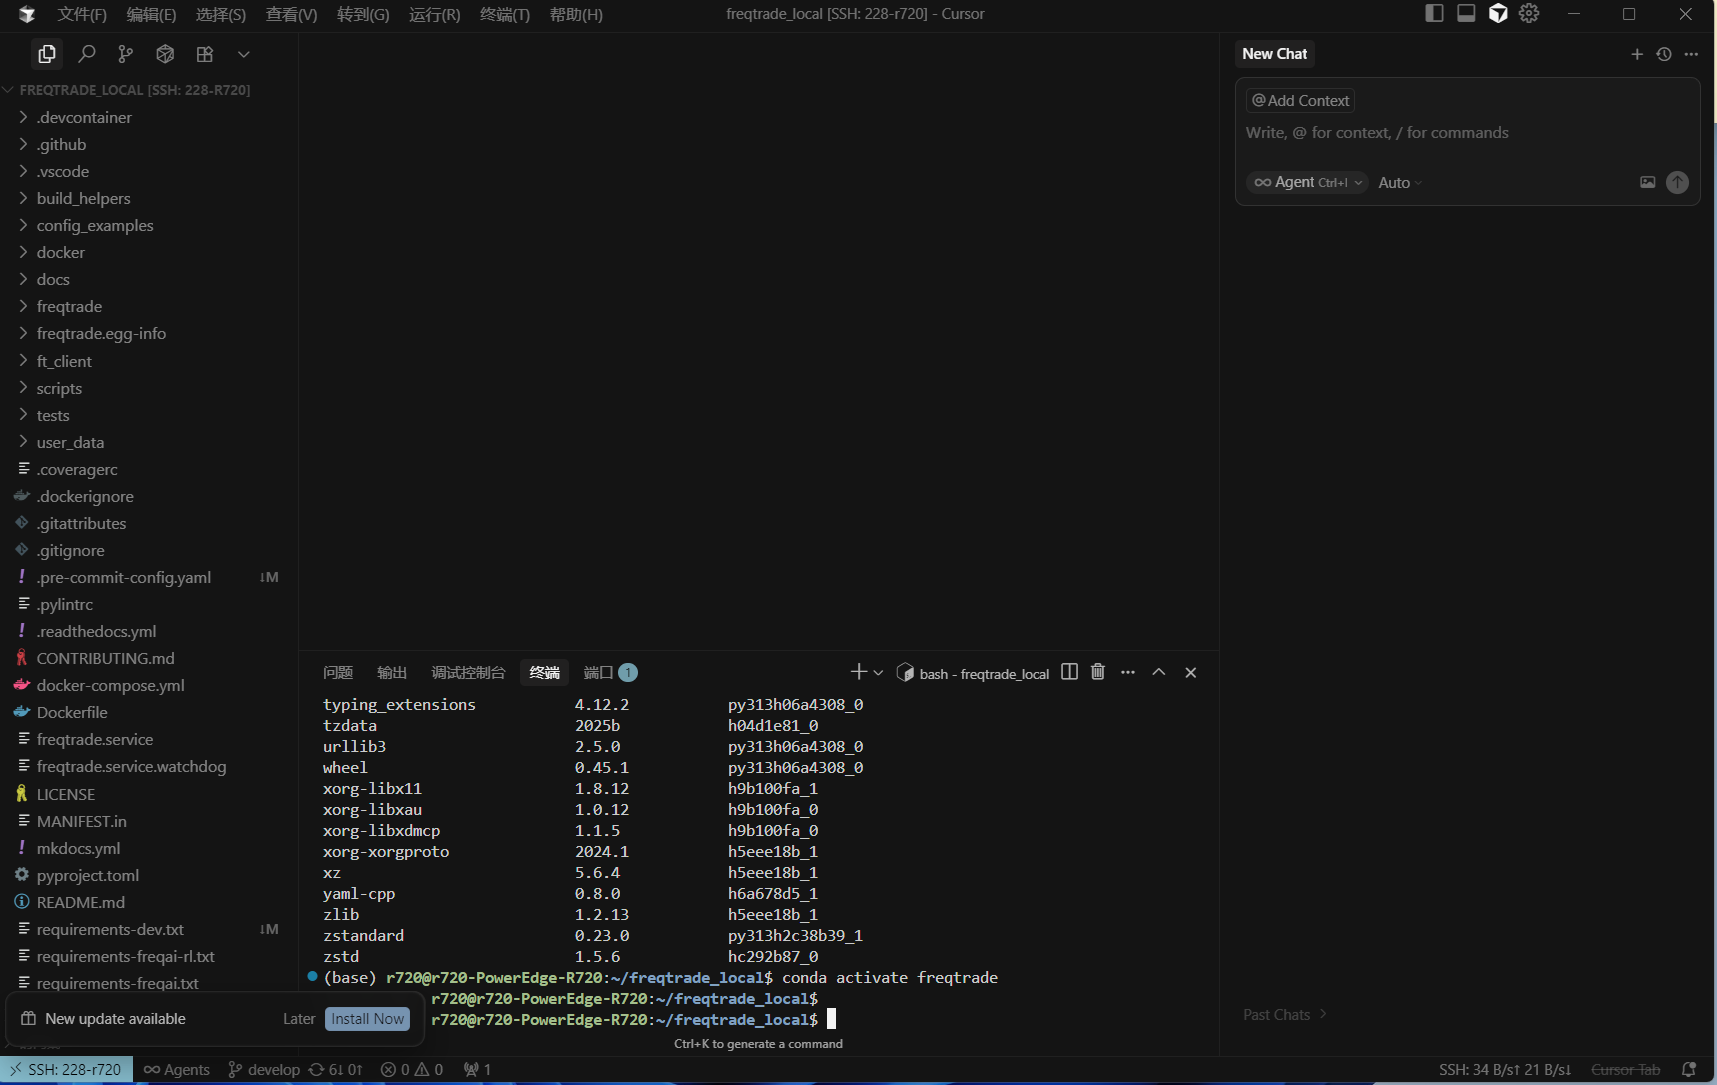 文件(F) 编辑(E) 选择(S) 查看(V) 转到(G) 运行(R) 终端(T) 帮助(H) freqtrade_local [SSH: 228-r720] - Cursor
FREQTRADE_LOCAL [SSH: 228-R720]
.devcontainer
.github
.vscode
build_helpers
config_examples
docker
docs
freqtrade
freqtrade.egg-info
ft_client
scripts
tests
user_data
.coveragerc
.dockerignore
.gitattributes
.gitignore
.pre-commit-config.yaml ↓M
.pylintrc
.readthedocs.yml
CONTRIBUTING.md
docker-compose.yml
Dockerfile
freqtrade.service
freqtrade.service.watchdog
LICENSE
MANIFEST.in
mkdocs.yml
pyproject.toml
README.md
requirements-dev.txt ↓M
requirements-freqai-rl.txt
requirements-freqai.txt
New update available Later Install Now
问题 输出 调试控制台 终端 端口 1 bash - freqtrade_local
typing_extensions 4.12.2 py313h06a4308_0
tzdata 2025b h04d1e81_0
urllib3 2.5.0 py313h06a4308_0
wheel 0.45.1 py313h06a4308_0
xorg-libx11 1.8.12 h9b100fa_1
xorg-libxau 1.0.12 h9b100fa_0
xorg-libxdmcp 1.1.5 h9b100fa_0
xorg-xorgproto 2024.1 h5eee18b_1
xz 5.6.4 h5eee18b_1
yaml-cpp 0.8.0 h6a678d5_1
zlib 1.2.13 h5eee18b_1
zstandard 0.23.0 py313h2c38b39_1
zstd 1.5.6 hc292b87_0
(base) r720@r720-PowerEdge-R720:~/freqtrade_local$ conda activate freqtrade
r720@r720-PowerEdge-R720:~/freqtrade_local$
r720@r720-PowerEdge-R720:~/freqtrade_local$
Ctrl+K to generate a command
New Chat
@Add Context
Write, @ for context, / for commands
Agent Ctrl+I Auto
Past Chats
SSH: 228-r720 Agents develop 6↓ 0↑ 0 0 1 SSH: 34 B/s↑ 21 B/s↓ Cursor Tab